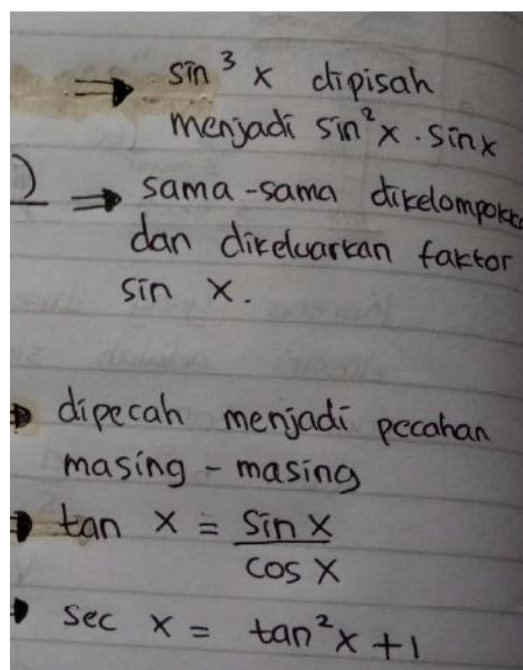 ⇒ sin³ x dipisah
menjadi sin²x . sin x
) ⇒ sama-sama dikelompokk
dan dikeluarkan faktor
sin x.
dipecah menjadi pecahan
masing - masing
tan x = sin x / cos x
sec x = tan²x + 1